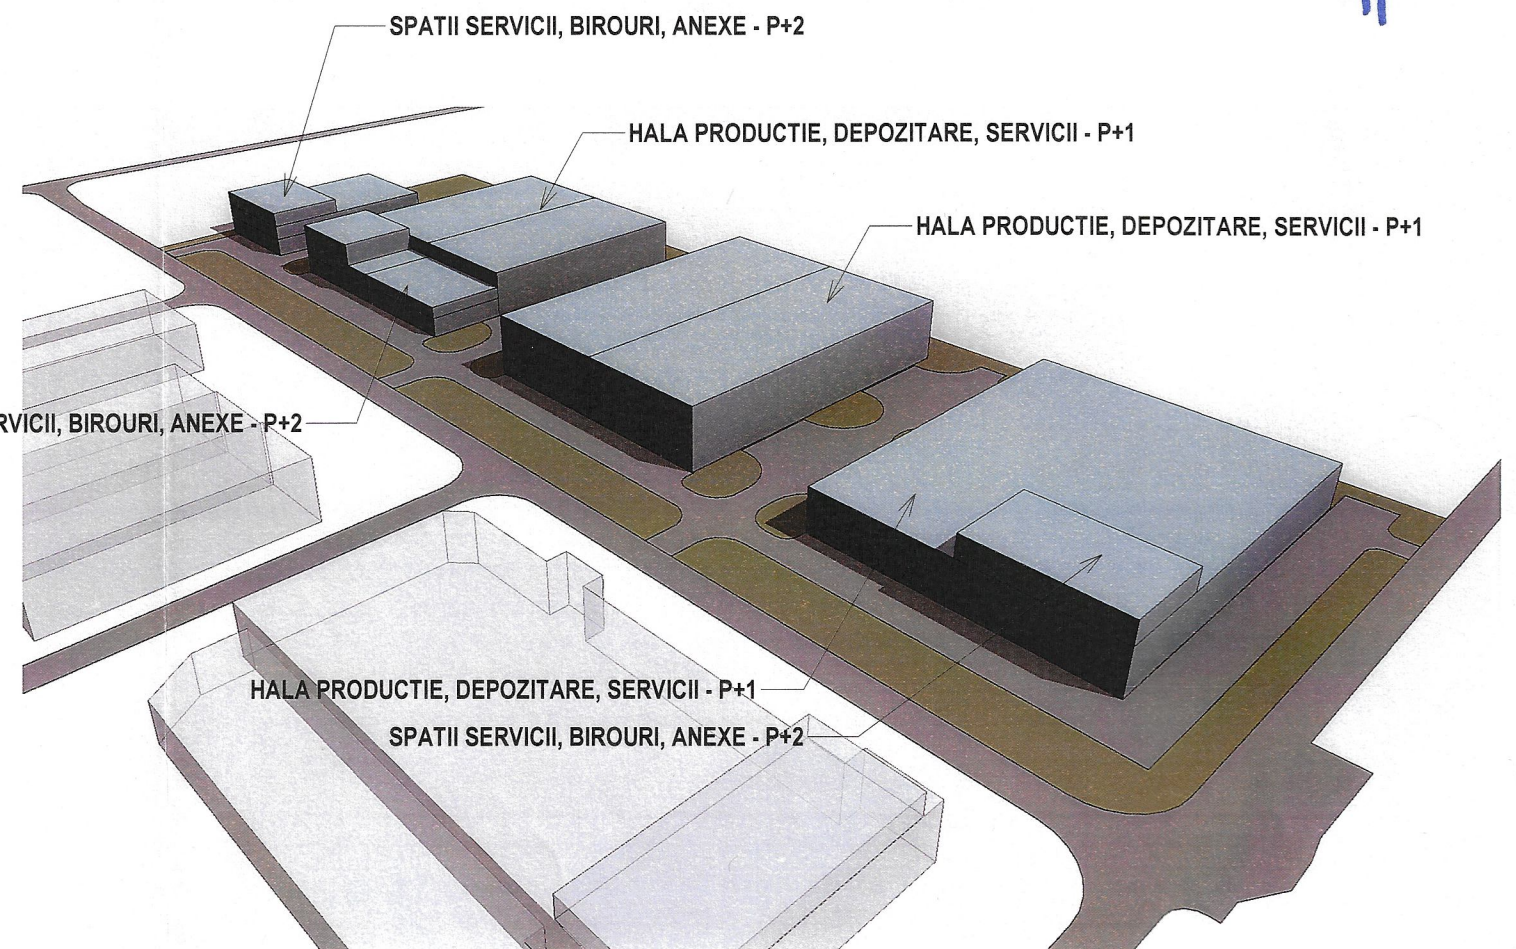 SPATII SERVICII, BIROURI, ANEXE - P+2
HALA PRODUCTIE, DEPOZITARE, SERVICII - P+1
HALA PRODUCTIE, DEPOZITARE, SERVICII - P+1
RVICII, BIROURI, ANEXE - P+2
HALA PRODUCTIE, DEPOZITARE, SERVICII - P+1
SPATII SERVICII, BIROURI, ANEXE - P+2